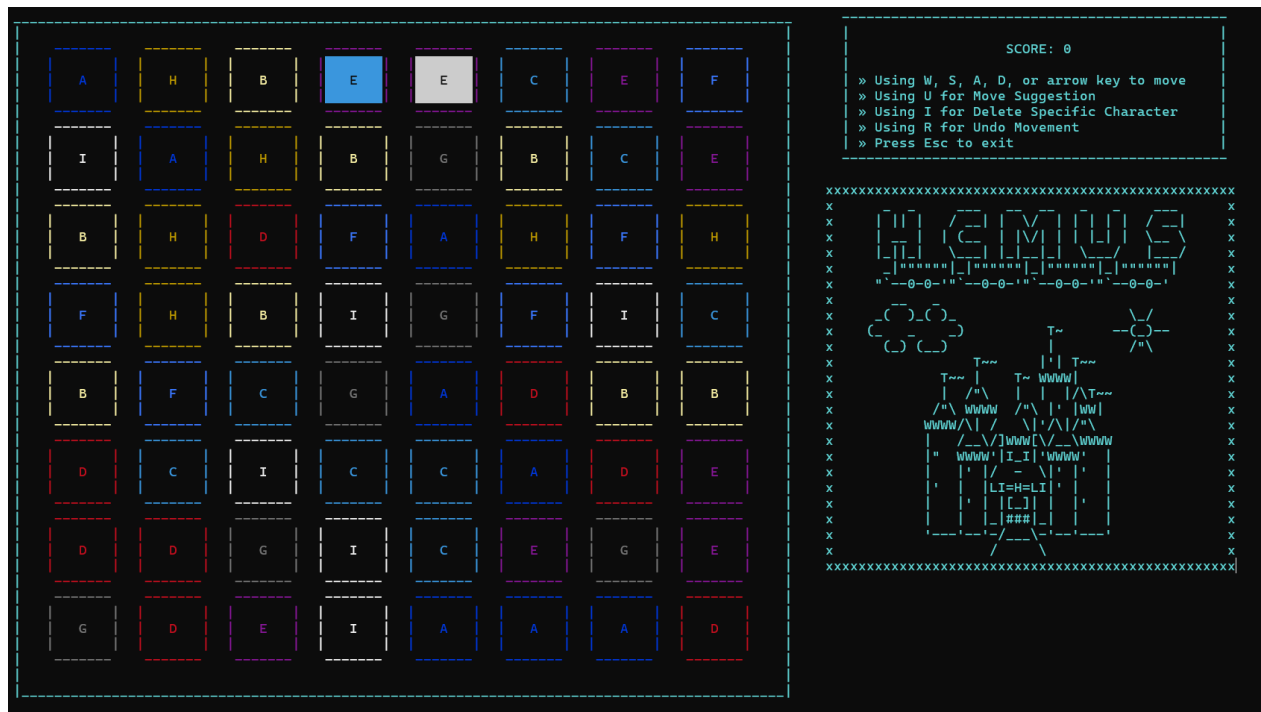 A H B E E C E F
I A H B G B C E
B H D F A H F H
F H B I G F I C
B F C G A D B B
D C I C C A D E
D D G I C E G E
G D E I A A A D
SCORE: 0
» Using W, S, A, D, or arrow key to move
» Using U for Move Suggestion
» Using I for Delete Specific Character
» Using R for Undo Movement
» Press Esc to exit
HCMUS